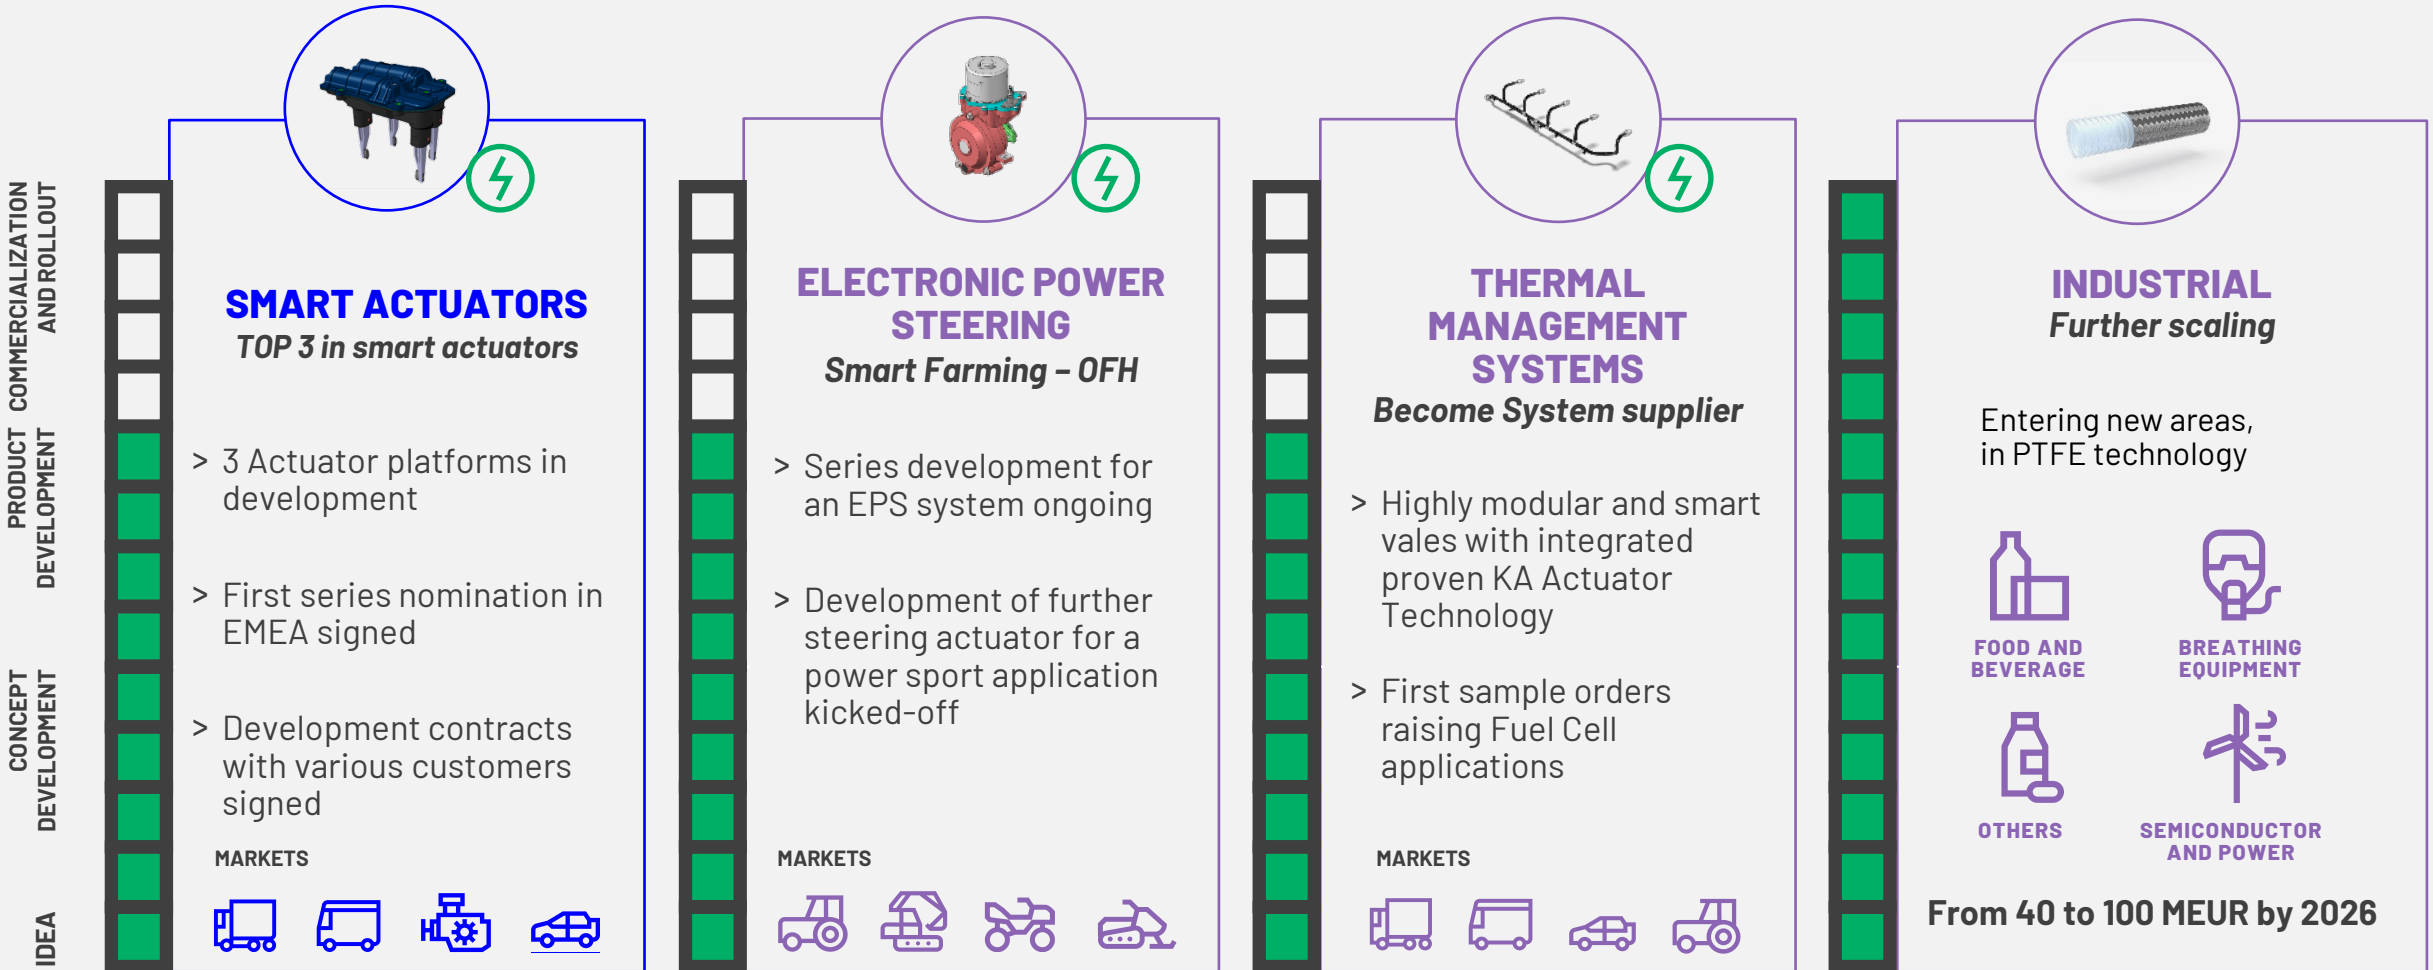 COMMERCIALIZATION
AND ROLLOUT
PRODUCT
DEVELOPMENT
CONCEPT
DEVELOPMENT
IDEA
SMART ACTUATORS
TOP 3 in smart actuators
> 3 Actuator platforms in
development
> First series nomination in
EMEA signed
> Development contracts
with various customers
signed
MARKETS
ELECTRONIC POWER
STEERING
Smart Farming – OFH
> Series development for
an EPS system ongoing
> Development of further
steering actuator for a
power sport application
kicked-off
MARKETS
THERMAL
MANAGEMENT
SYSTEMS
Become System supplier
> Highly modular and smart
vales with integrated
proven KA Actuator
Technology
> First sample orders
raising Fuel Cell
applications
MARKETS
INDUSTRIAL
Further scaling
Entering new areas,
in PTFE technology
FOOD AND
BEVERAGE
BREATHING
EQUIPMENT
OTHERS
SEMICONDUCTOR
AND POWER
From 40 to 100 MEUR by 2026